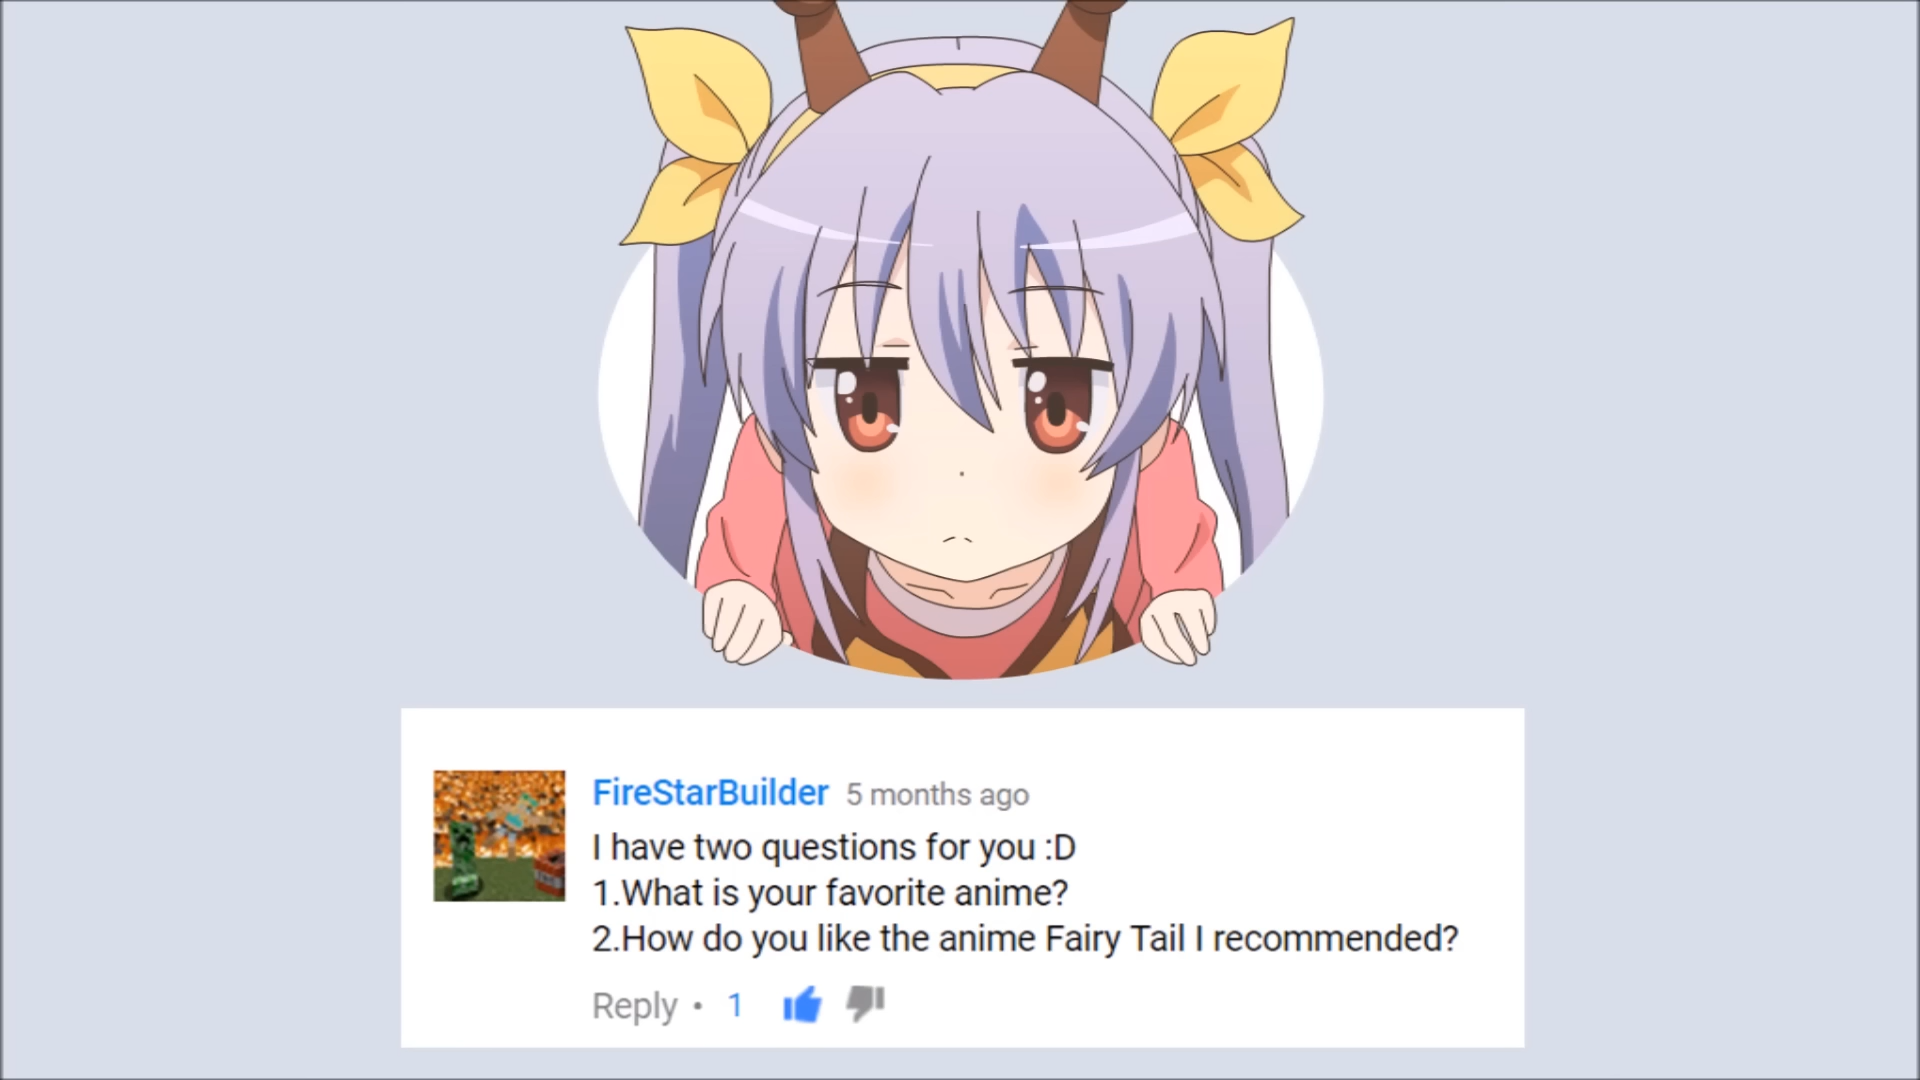 FireStarBuilder 5 months ago
I have two questions for you :D
1.What is your favorite anime?
2.How do you like the anime Fairy Tail I recommended?
Reply • 1